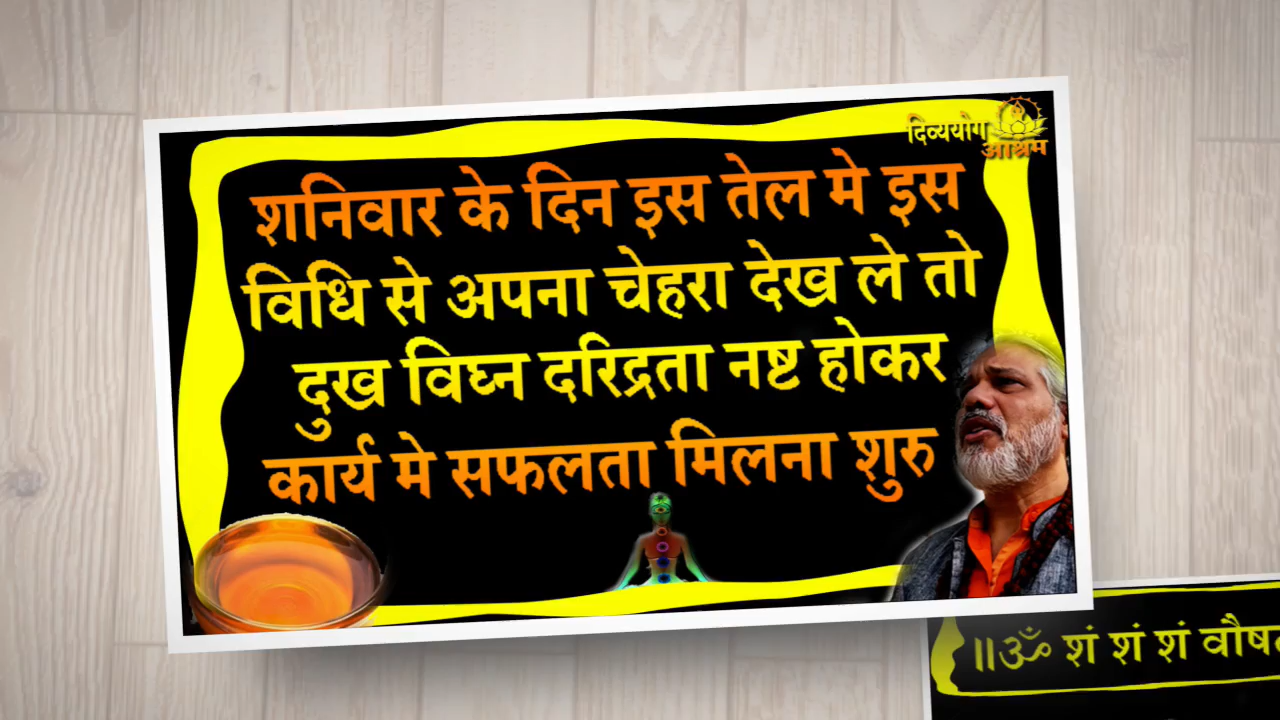 दिव्ययोग
आश्रम
शनिवार के दिन इस तेल मे इस
विधि से अपना चेहरा देख ले तो
दुख विघ्न दरिद्रता नष्ट होकर
कार्य मे सफलता मिलना शुरु
॥ॐ शं शं शं